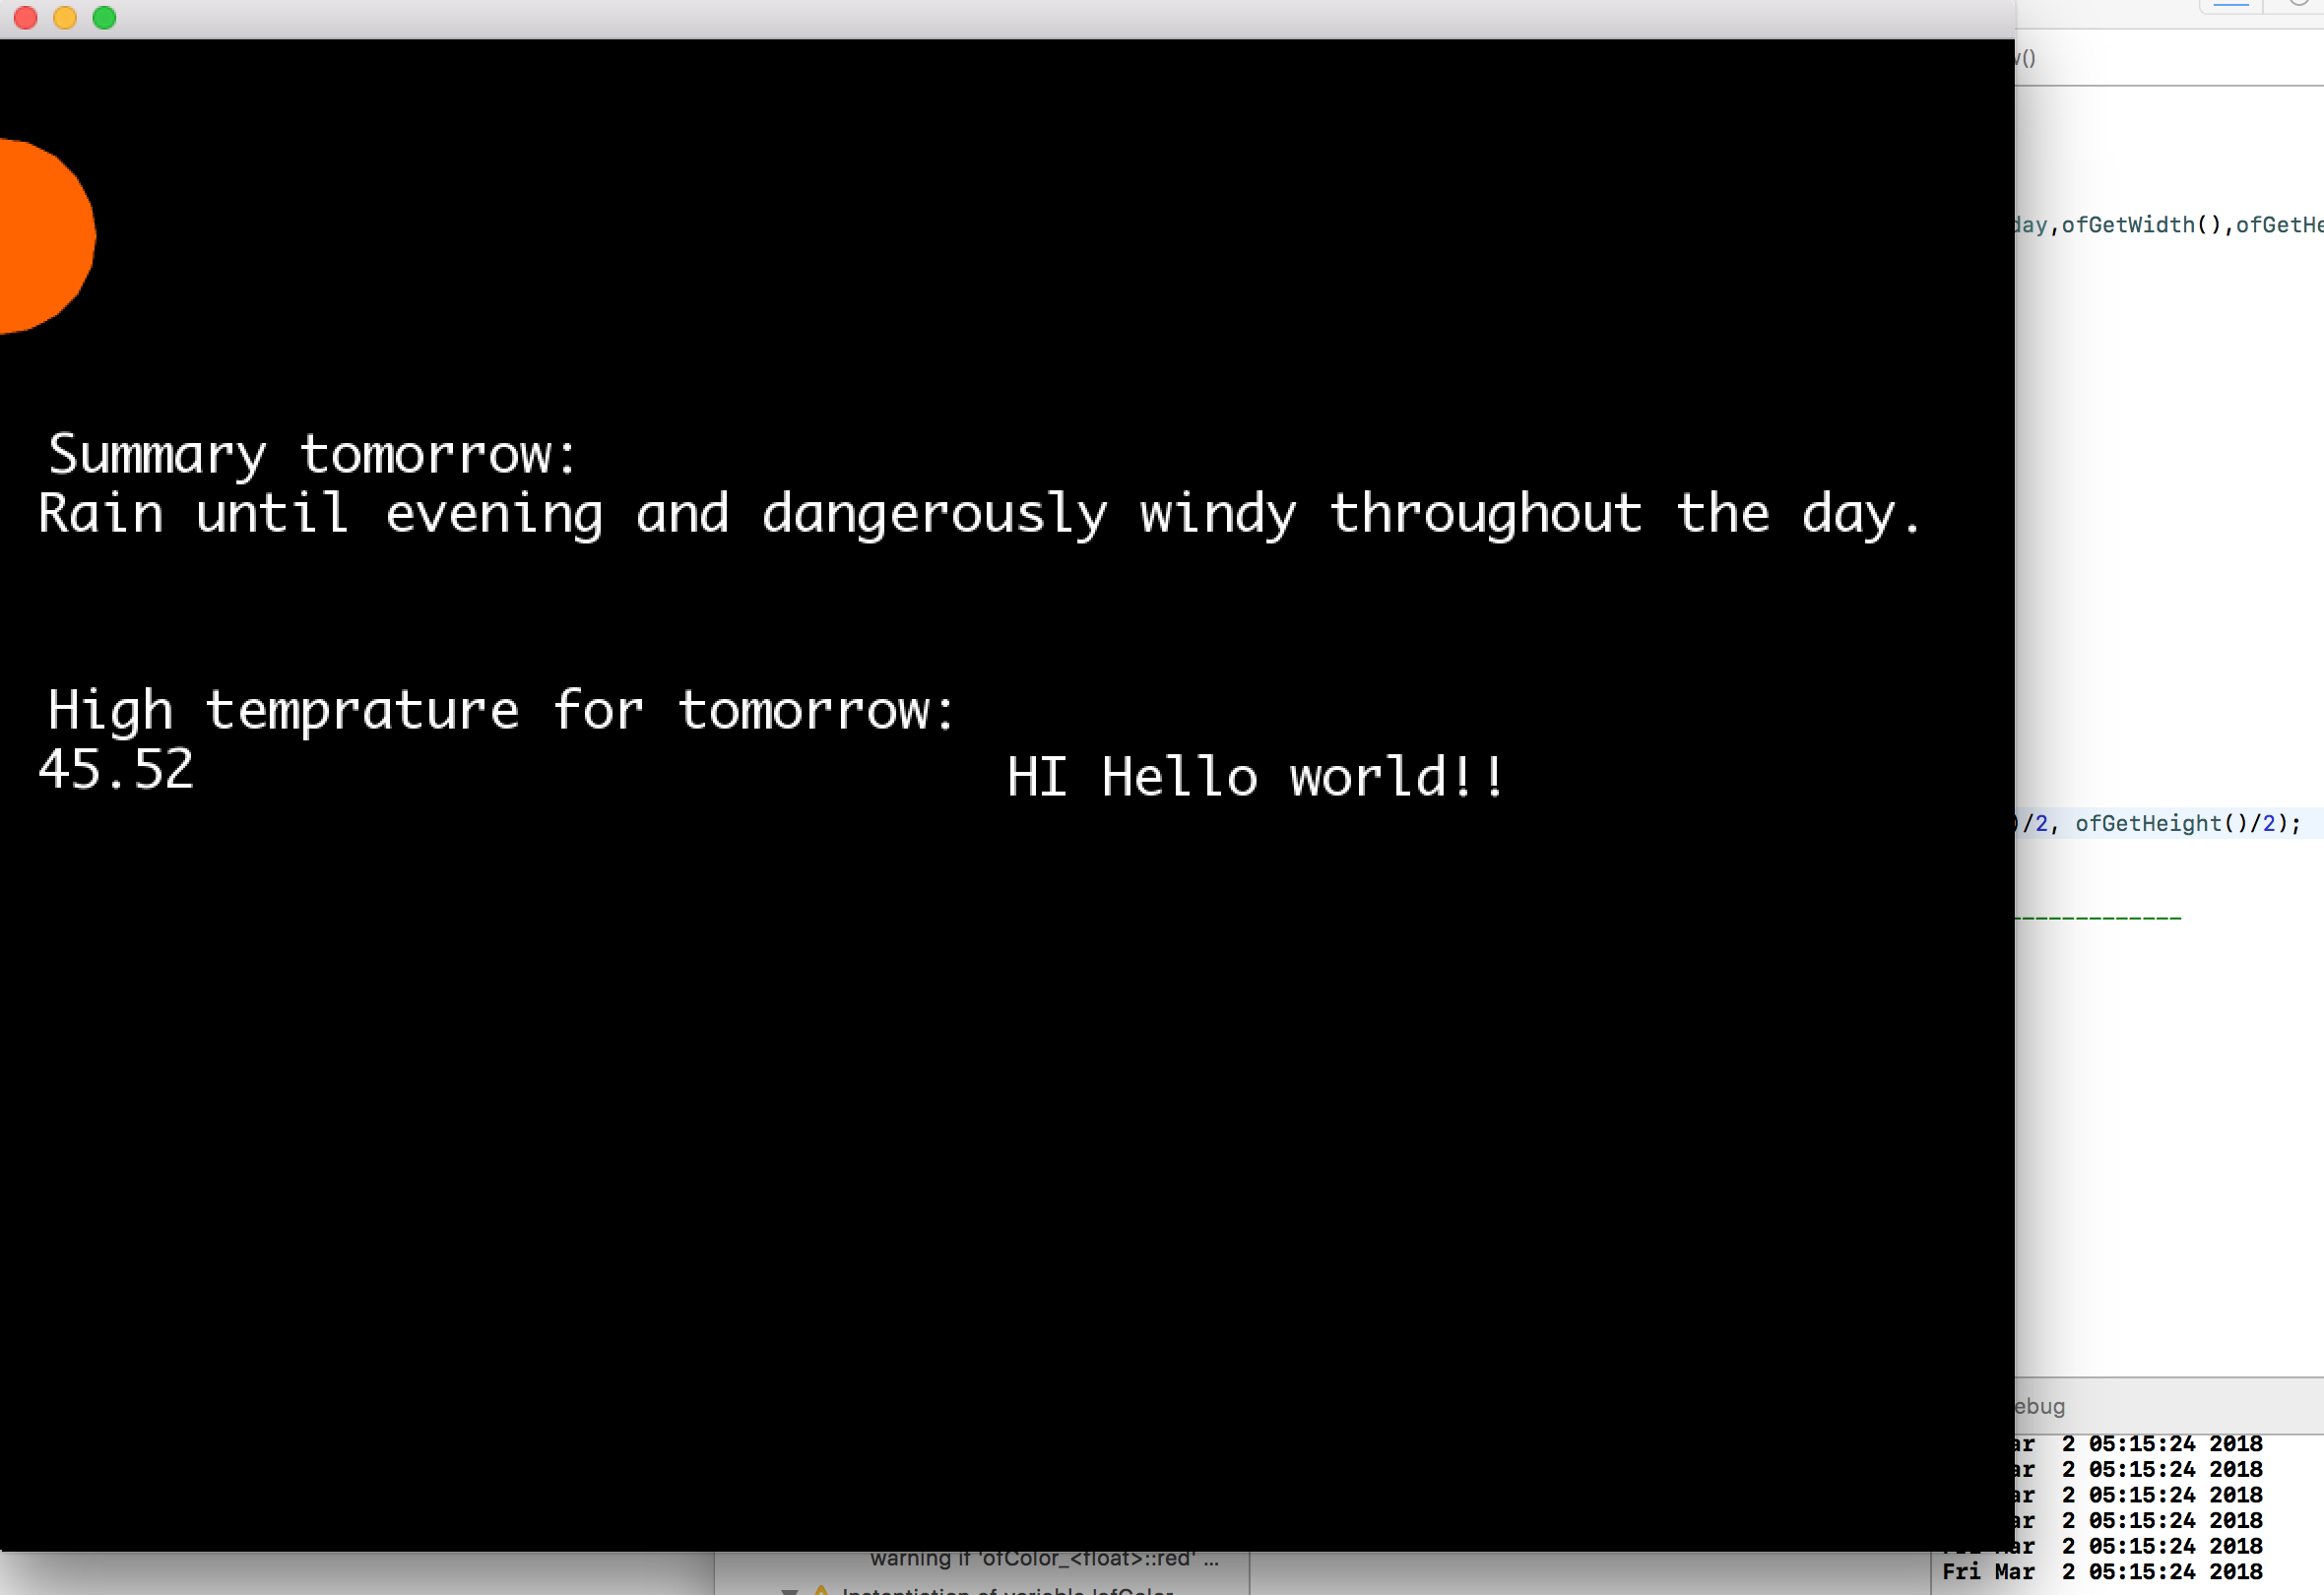 ()
day,ofGetWidth(),ofGetHe
Summary tomorrow:
Rain until evening and dangerously windy throughout the day.
High temprature for tomorrow:
45.52
HI Hello world!!
)/2, ofGetHeight()/2);
-------------
ebug
ar  2 05:15:24 2018
ar  2 05:15:24 2018
ar  2 05:15:24 2018
ar  2 05:15:24 2018
Mar  2 05:15:24 2018
Fri Mar  2 05:15:24 2018
warning if 'ofColor_<float>::red' ...
Instantiation of variable 'ofColor